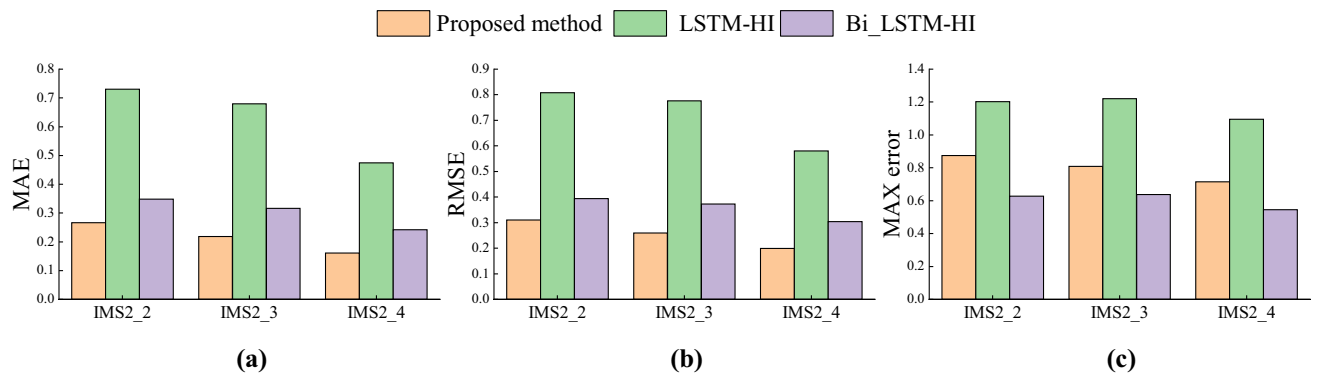 Proposed method LSTM-HI Bi_LSTM-HI
MAE
0.8
0.7
0.6
0.5
0.4
0.3
0.2
0.1
0.0
IMS2_2 IMS2_3 IMS2_4
(a)
RMSE
0.9
0.8
0.7
0.6
0.5
0.4
0.3
0.2
0.1
0.0
IMS2_2 IMS2_3 IMS2_4
(b)
MAX error
1.4
1.2
1.0
0.8
0.6
0.4
0.2
0.0
IMS2_2 IMS2_3 IMS2_4
(c)